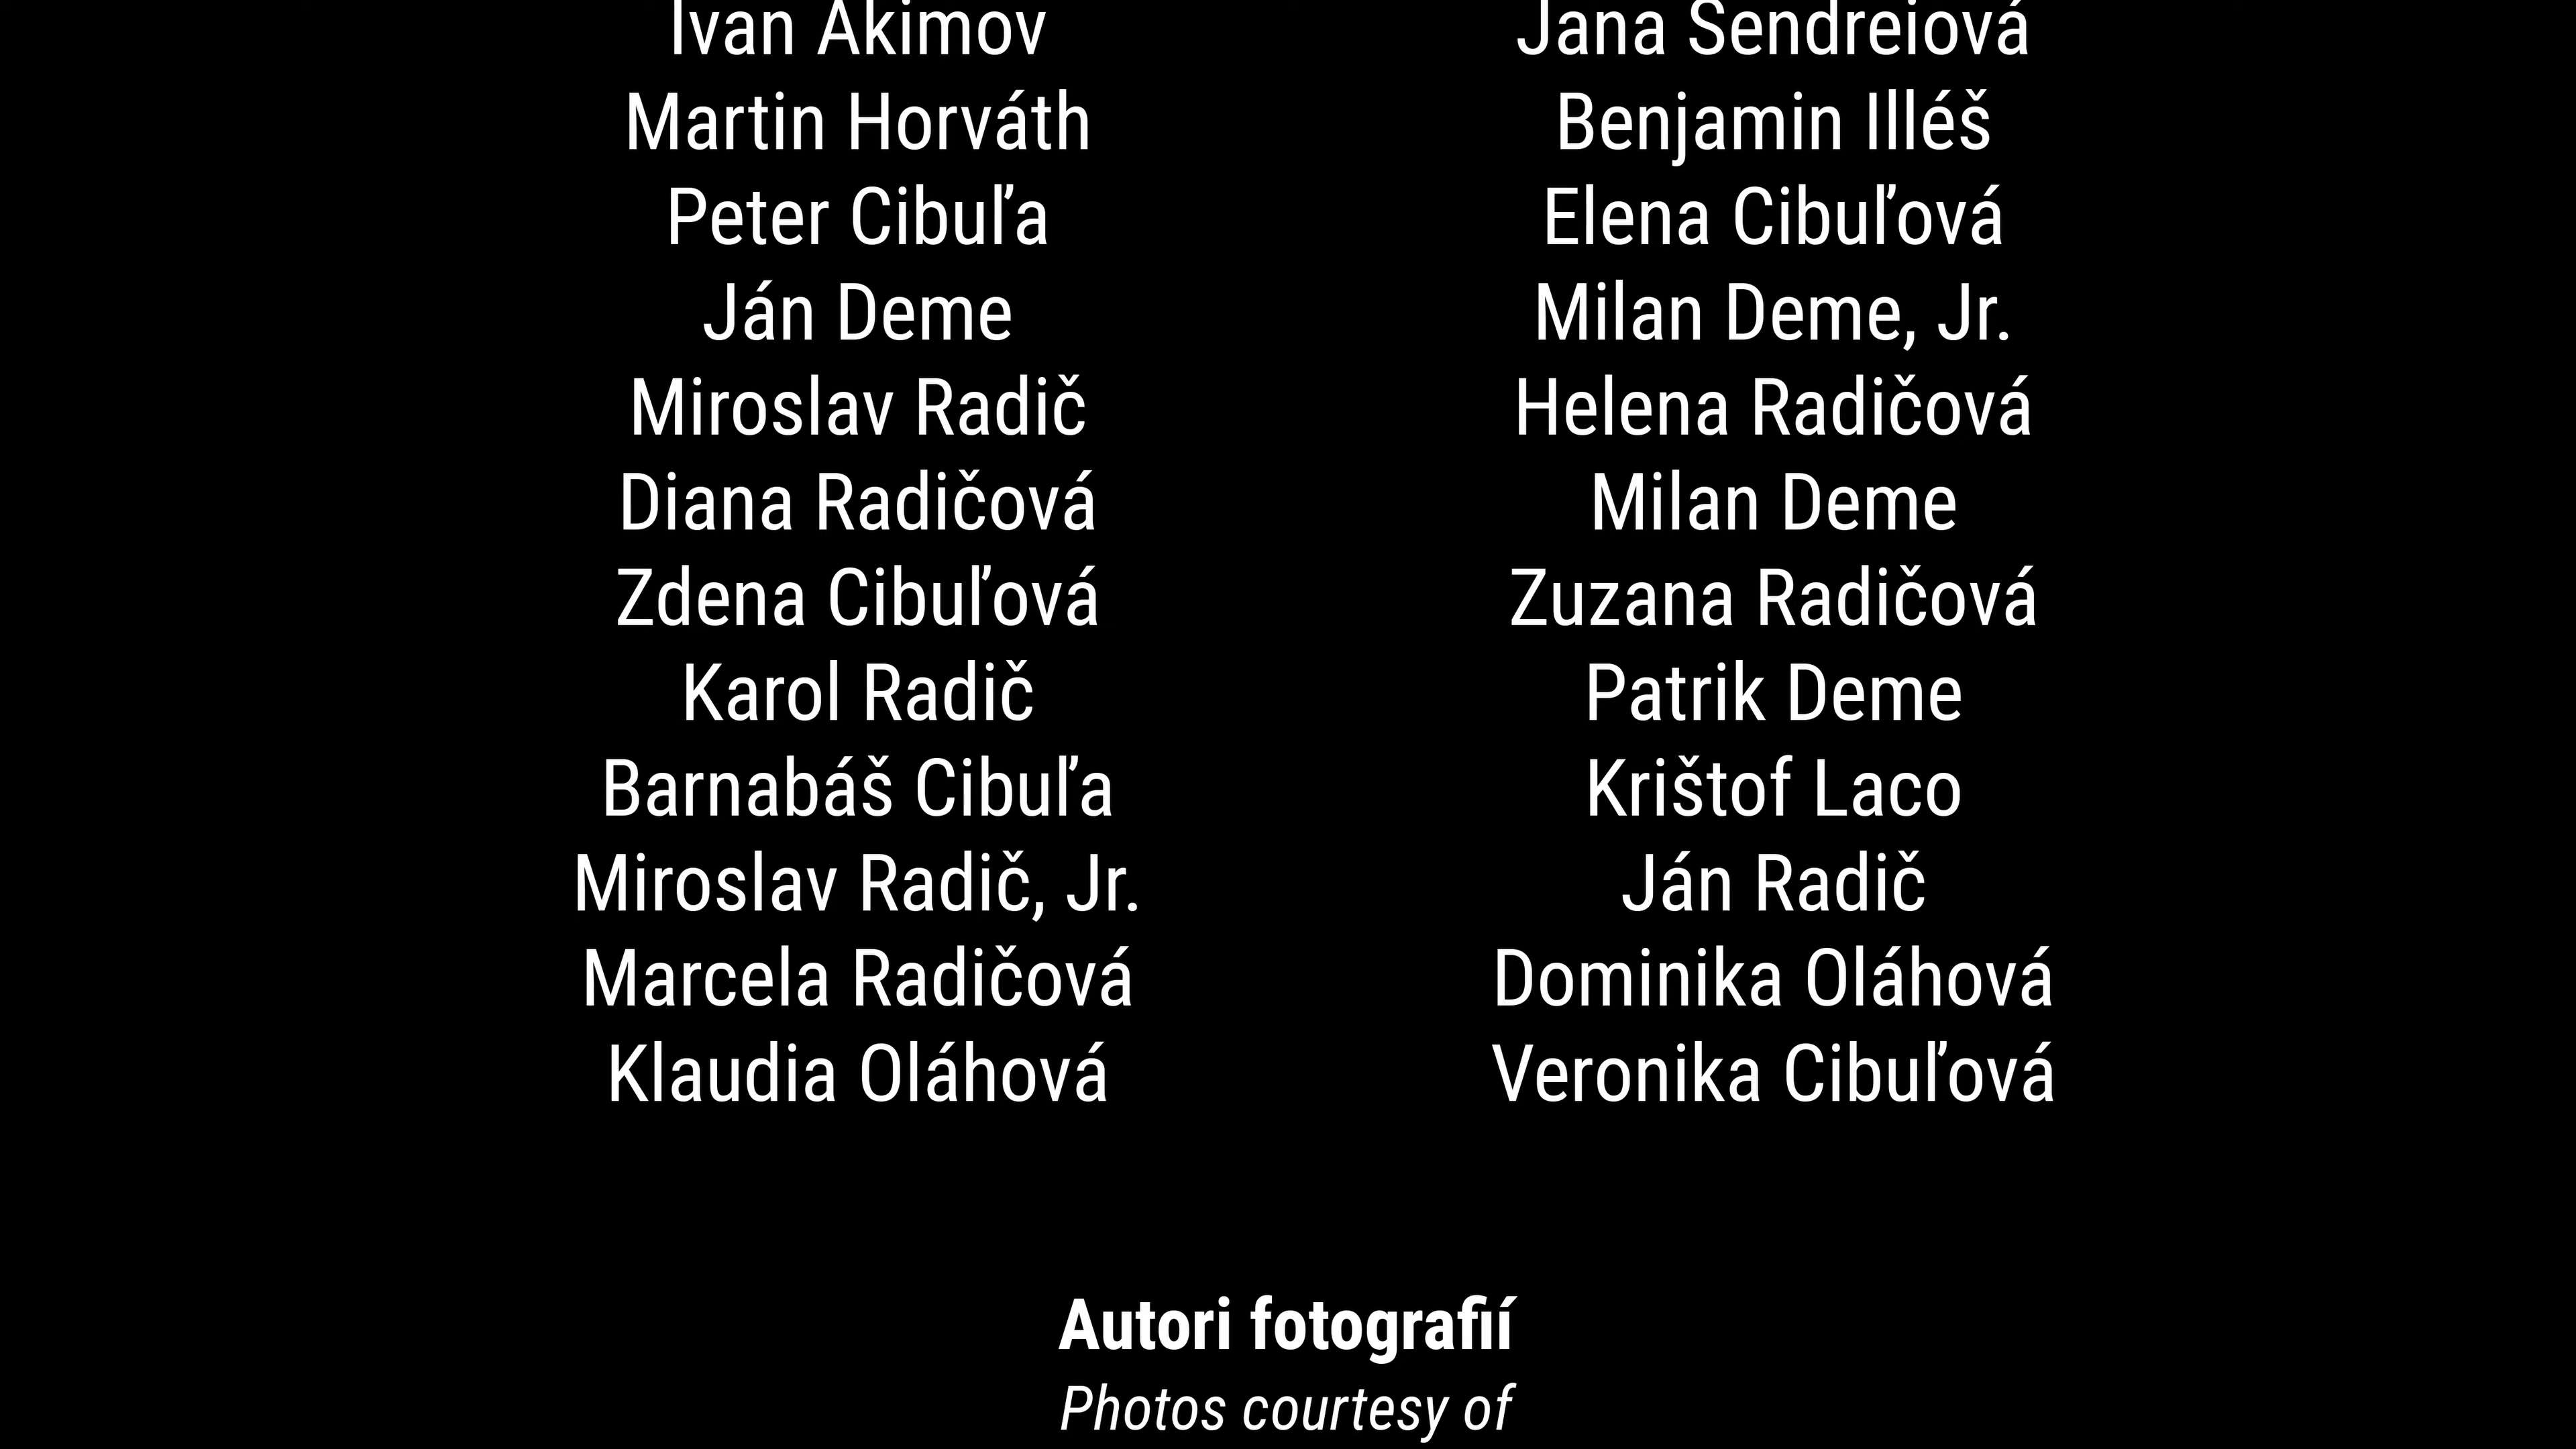 Ivan Akimov Jana Sendreiová
Martin Horváth Benjamin Illéš
Peter Cibuľa Elena Cibuľová
Ján Deme Milan Deme, Jr.
Miroslav Radič Helena Radičová
Diana Radičová Milan Deme
Zdena Cibuľová Zuzana Radičová
Karol Radič Patrik Deme
Barnabáš Cibuľa Krištof Laco
Miroslav Radič, Jr. Ján Radič
Marcela Radičová Dominika Oláhová
Klaudia Oláhová Veronika Cibuľová
Autori fotografií
Photos courtesy of